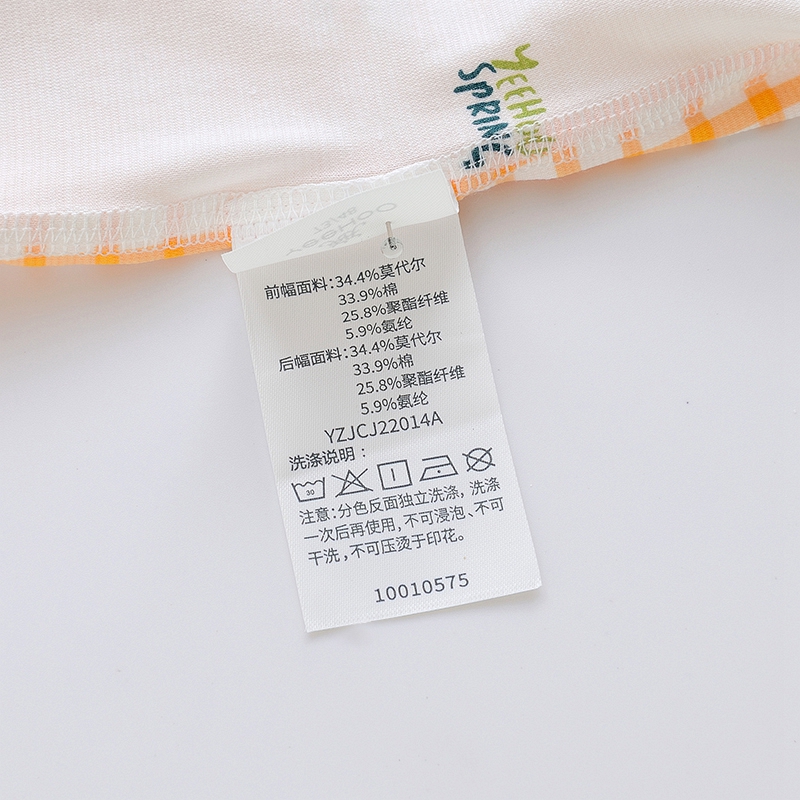 YEEHA
SPRING
前幅面料:34.4%莫代尔
33.9%棉
25.8%聚酯纤维
5.9%氨纶
后幅面料:34.4%莫代尔
33.9%棉
25.8%聚酯纤维
5.9%氨纶
YZJCJ22014A
洗涤说明：
30
注意:分色反面独立洗涤, 洗涤
一次后再使用, 不可浸泡、不可
干洗, 不可压烫于印花。
10010575